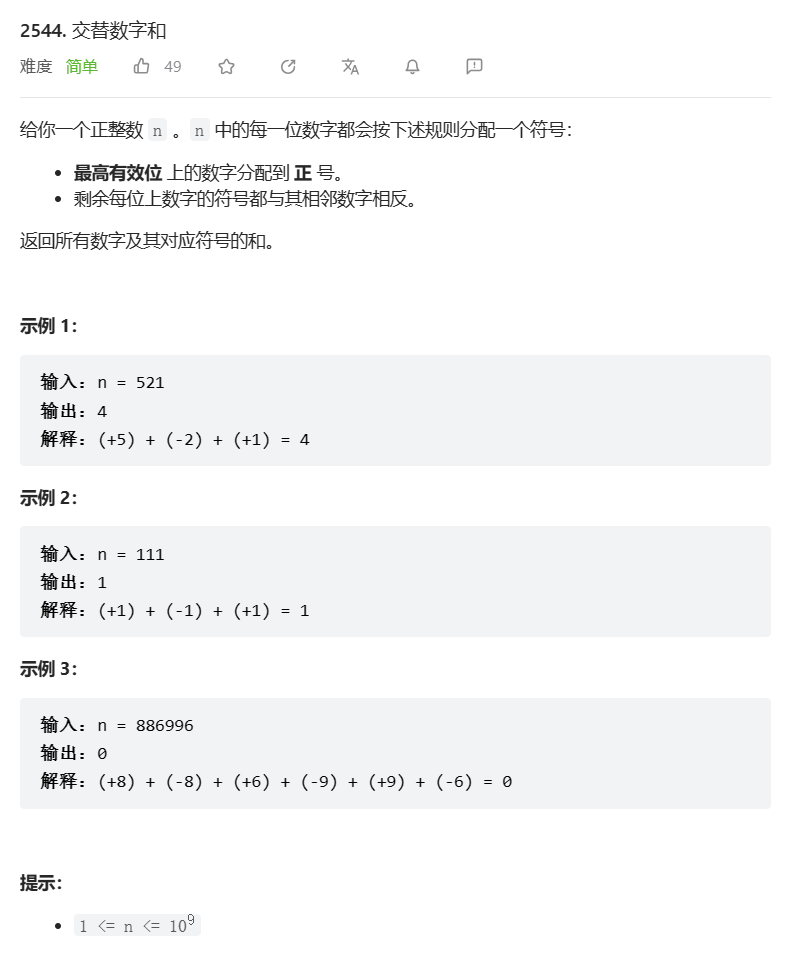 2544. 交替数字和
难度 简单 49
给你一个正整数 n 。n 中的每一位数字都会按下述规则分配一个符号：
• 最高有效位 上的数字分配到 正 号。
• 剩余每位上数字的符号都与其相邻数字相反。
返回所有数字及其对应符号的和。
示例 1：
输入：n = 521
输出：4
解释：(+5) + (-2) + (+1) = 4
示例 2：
输入：n = 111
输出：1
解释：(+1) + (-1) + (+1) = 1
示例 3：
输入：n = 886996
输出：0
解释：(+8) + (-8) + (+6) + (-9) + (+9) + (-6) = 0
提示：
• 1 <= n <= 10⁹